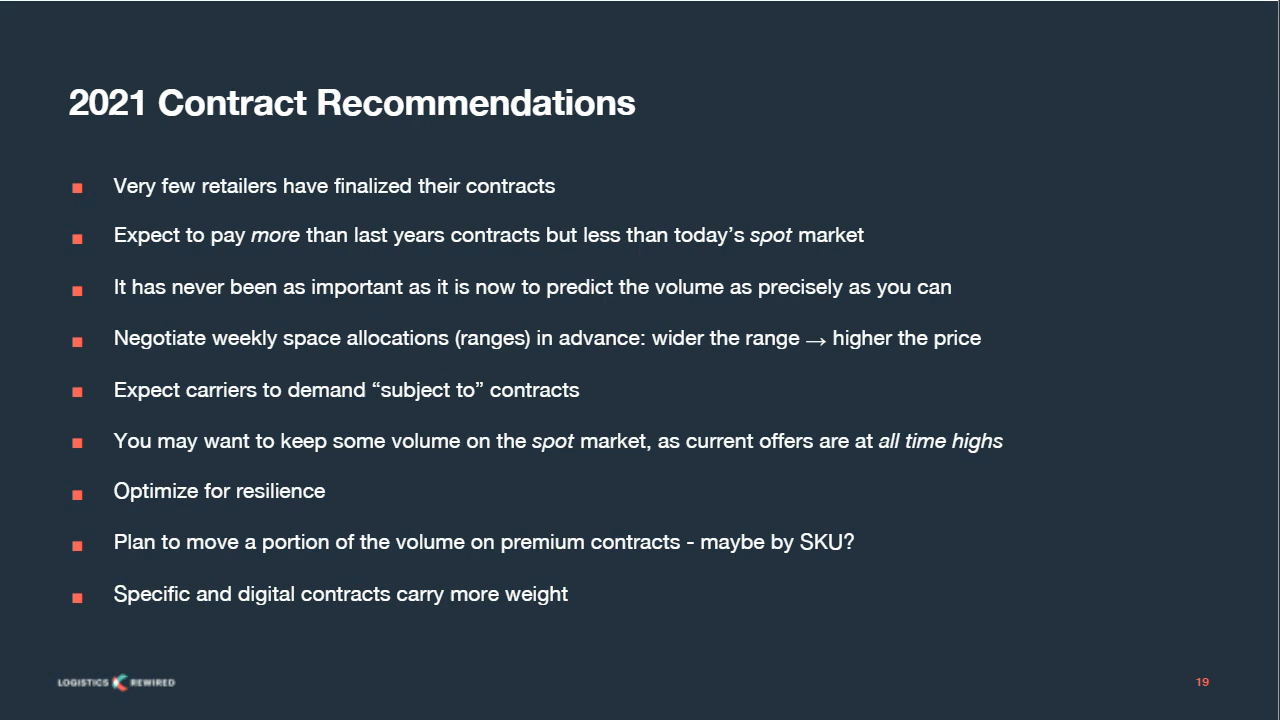 2021 Contract Recommendations
Very few retailers have finalized their contracts
Expect to pay more than last years contracts but less than today’s spot market
It has never been as important as it is now to predict the volume as precisely as you can
Negotiate weekly space allocations (ranges) in advance: wider the range → higher the price
Expect carriers to demand “subject to” contracts
You may want to keep some volume on the spot market, as current offers are at all time highs
Optimize for resilience
Plan to move a portion of the volume on premium contracts - maybe by SKU?
Specific and digital contracts carry more weight
LOGISTICS REWIRED
19